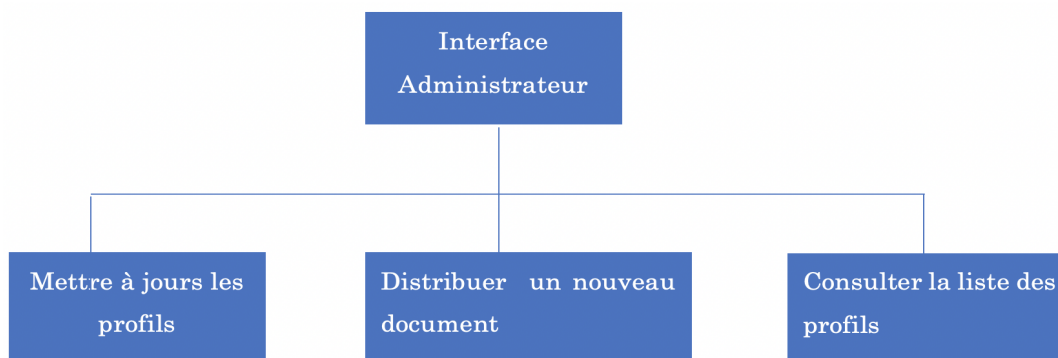 Interface
Administrateur
Mettre à jours les
profils
Distribuer un nouveau
document
Consulter la liste des
profils